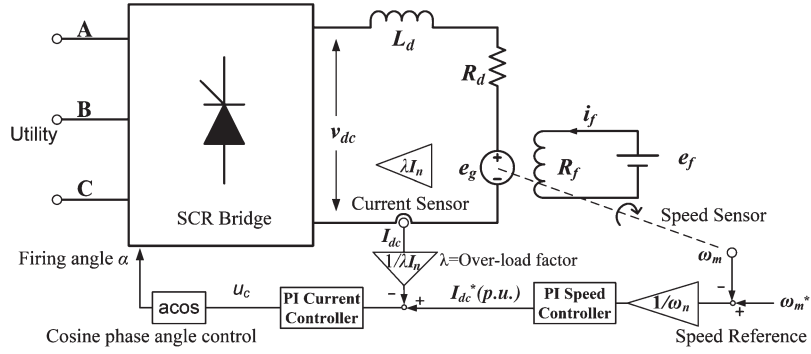 A
B
Utility
C
SCR Bridge
L_d
R_d
v_dc
λI_n
e_g
i_f
R_f
e_f
Current Sensor
Speed Sensor
Firing angle α
I_dc
1/λI_n
λ=Over-load factor
ω_m
acos
u_c
PI Current
Controller
I_dc*(p.u.)
PI Speed
Controller
1/ω_n
ω_m*
Cosine phase angle control
Speed Reference